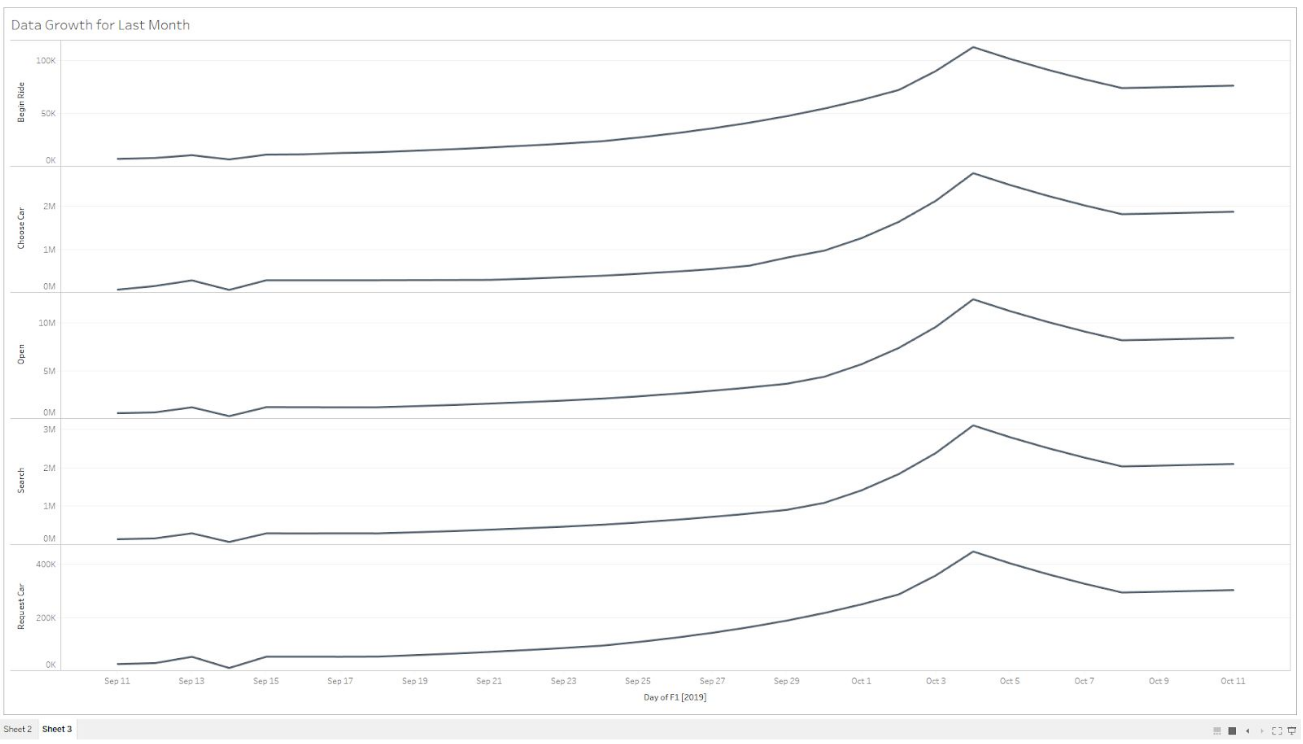 Data Growth for Last Month
Begin Ride
100K
50K
0K
Choose Car
2M
1M
0M
Open
10M
5M
0M
Search
3M
2M
1M
0M
Request Car
400K
200K
0K
Sep 11 Sep 13 Sep 15 Sep 17 Sep 19 Sep 21 Sep 23 Sep 25 Sep 27 Sep 29 Oct 1 Oct 3 Oct 5 Oct 7 Oct 9 Oct 11
Day of F1 [2019]
Sheet 2 Sheet 3